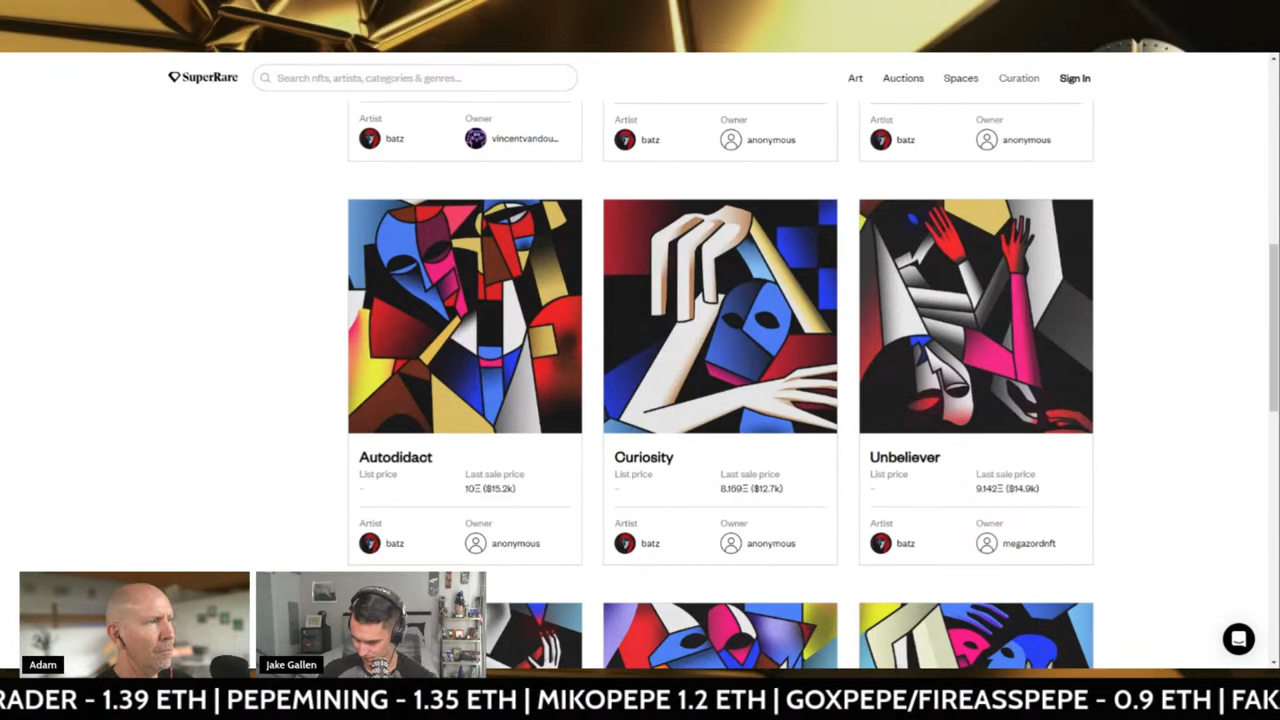 SuperRare
Search nfts, artists, categories & genres...
Art
Auctions
Spaces
Curation
Sign In
Artist
Owner
batz
vincentvandou...
Artist
Owner
batz
anonymous
Artist
Owner
batz
anonymous
Autodidact
List price
Last sale price
-
10Ξ ($15.2k)
Artist
Owner
batz
anonymous
Curiosity
List price
Last sale price
-
8.169Ξ ($12.7k)
Artist
Owner
batz
anonymous
Unbeliever
List price
Last sale price
-
9.142Ξ ($14.9k)
Artist
Owner
batz
megazordnft
Adam
Jake Gallen
RADER - 1.39 ETH | PEPEMINING - 1.35 ETH | MIKOPEPE 1.2 ETH | GOXPEPE/FIREASSPEPE - 0.9 ETH | FAK